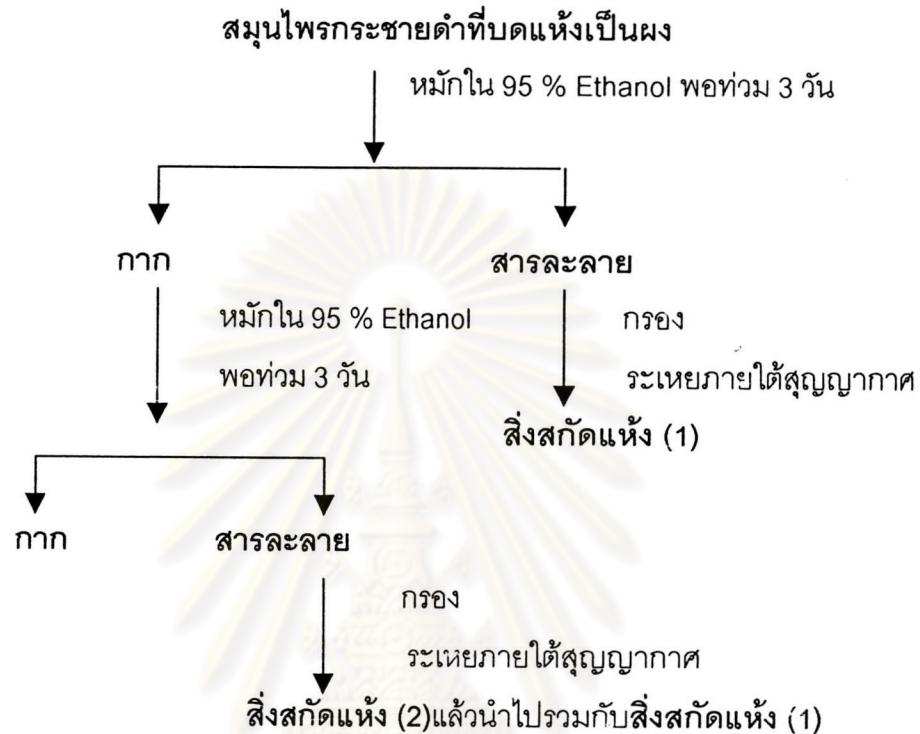 สมุนไพรกระชายดำที่บดแห้งเป็นผง
หมักใน 95 % Ethanol พอท่วม 3 วัน
กาก
สารละลาย
หมักใน 95 % Ethanol
พอท่วม 3 วัน
กรอง
ระเหยภายใต้สุญญากาศ
สิ่งสกัดแห้ง (1)
กาก
สารละลาย
กรอง
ระเหยภายใต้สุญญากาศ
สิ่งสกัดแห้ง (2)แล้วนำไปรวมกับสิ่งสกัดแห้ง (1)